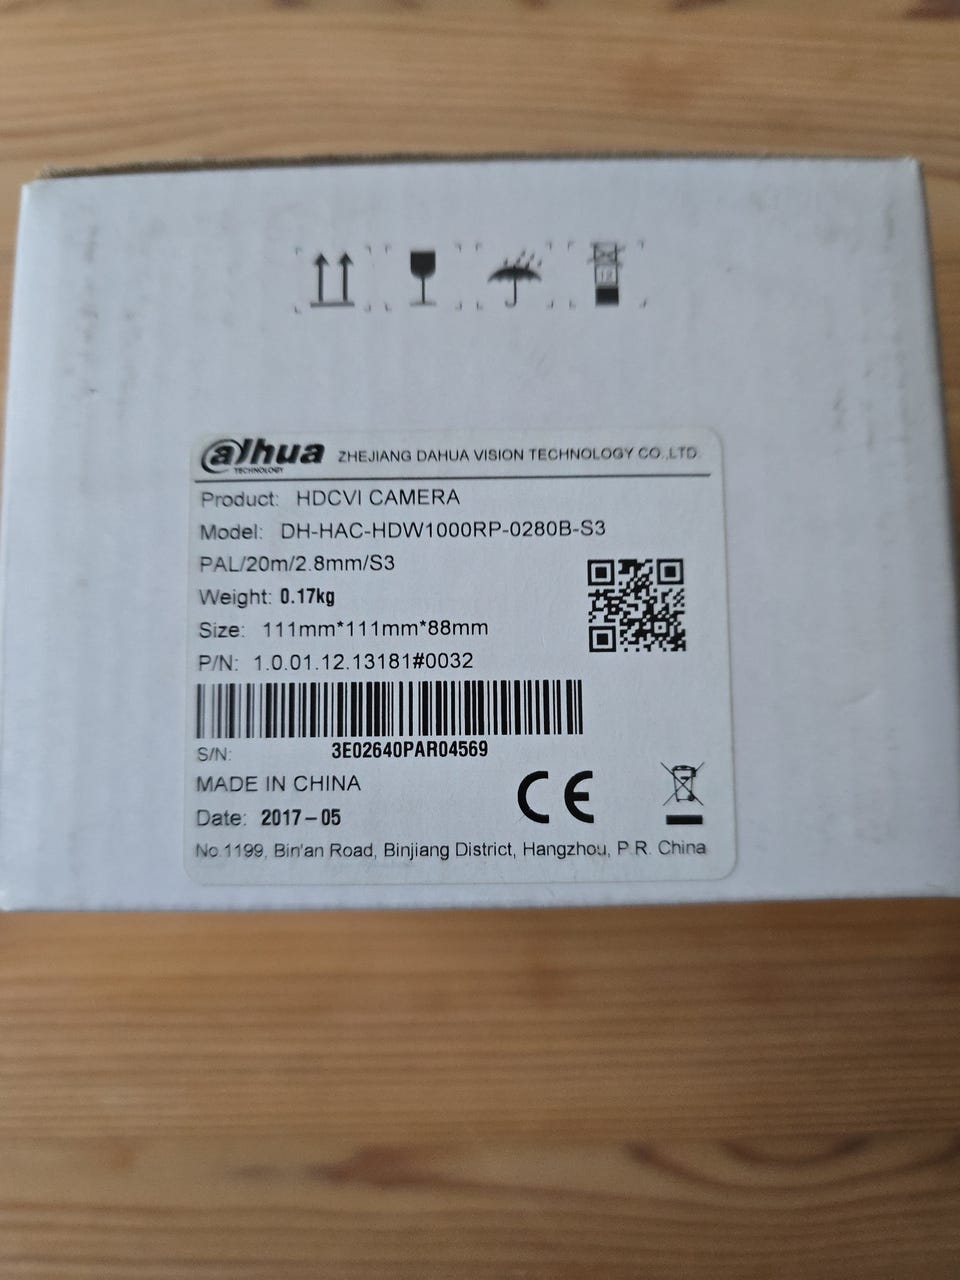 alhua TECHNOLOGY ZHEJIANG DAHUA VISION TECHNOLOGY CO.,LTD.
Product: HDCVI CAMERA
Model: DH-HAC-HDW1000RP-0280B-S3
PAL/20m/2.8mm/S3
Weight: 0.17kg
Size: 111mm*111mm*88mm
P/N: 1.0.01.12.13181#0032
S/N: 3E02640PAR04569
MADE IN CHINA
CE
Date: 2017-05
No.1199, Bin'an Road, Binjiang District, Hangzhou, P.R. China